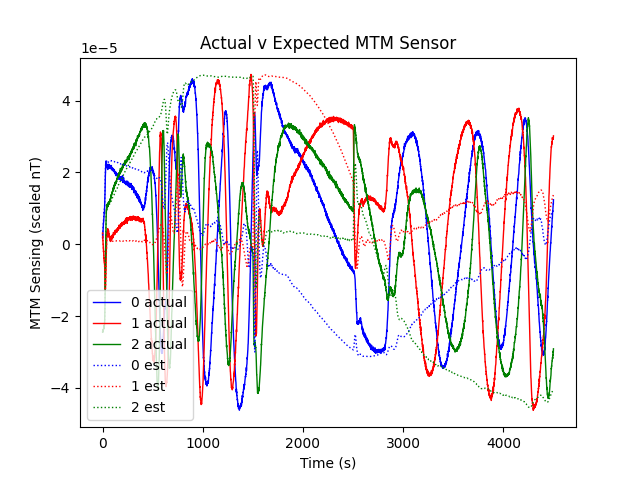 Actual v Expected MTM Sensor
1e−5
MTM Sensing (scaled nT)
4
2
0
−2
−4
0 actual
1 actual
2 actual
0 est
1 est
2 est
0 1000 2000 3000 4000
Time (s)